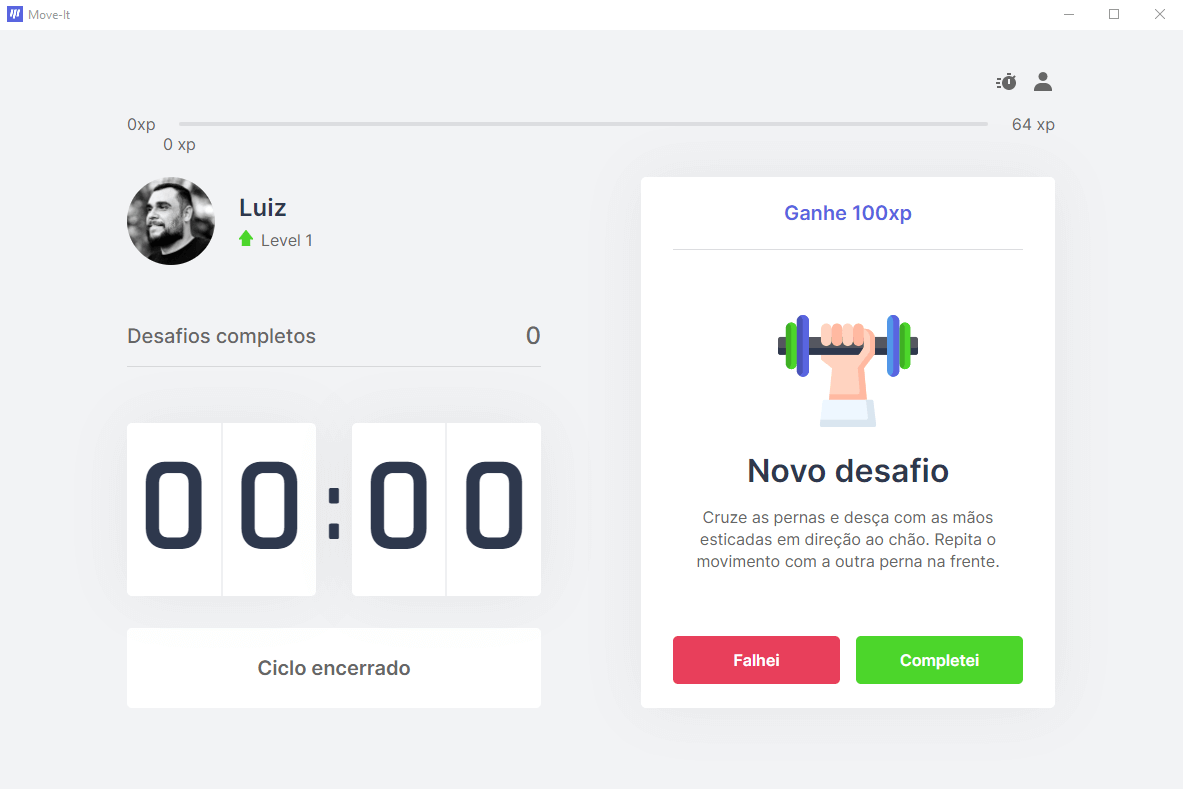 Move-It
0xp
64 xp
0 xp
Luiz
Level 1
Desafios completos
0
00:00
Ciclo encerrado
Ganhe 100xp
Novo desafio
Cruze as pernas e desça com as mãos
esticadas em direção ao chão. Repita o
movimento com a outra perna na frente.
Falhei
Completei